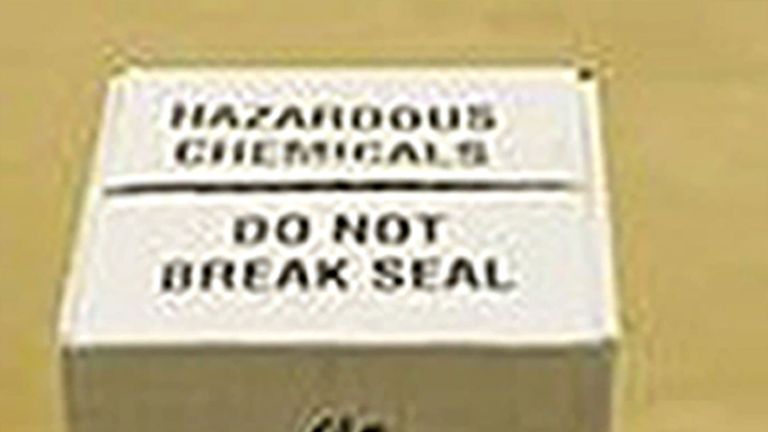 HAZARDOUS
CHEMICALS
DO NOT
BREAK SEAL